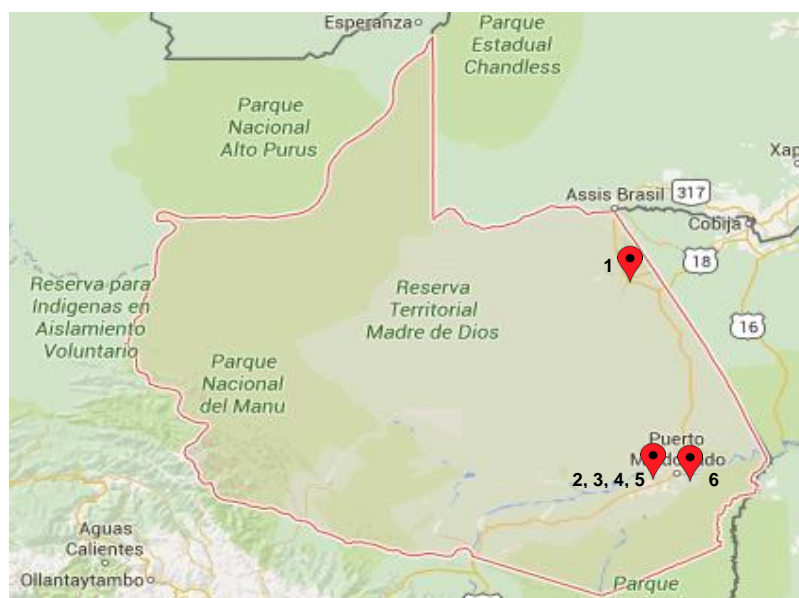 Esperanza
Parque
Estadual
Chandless
Parque
Nacional
Alto Purus
Xap
Assis Brasil
317
Cobija
1
18
Reserva para
Indigenas en
Aislamiento
Voluntario
Reserva
Territorial
Madre de Dios
16
Parque
Nacional
del Manu
Puerto
2, 3, 4, 5
6
Aguas
Calientes
Ollantaytambo
Parque